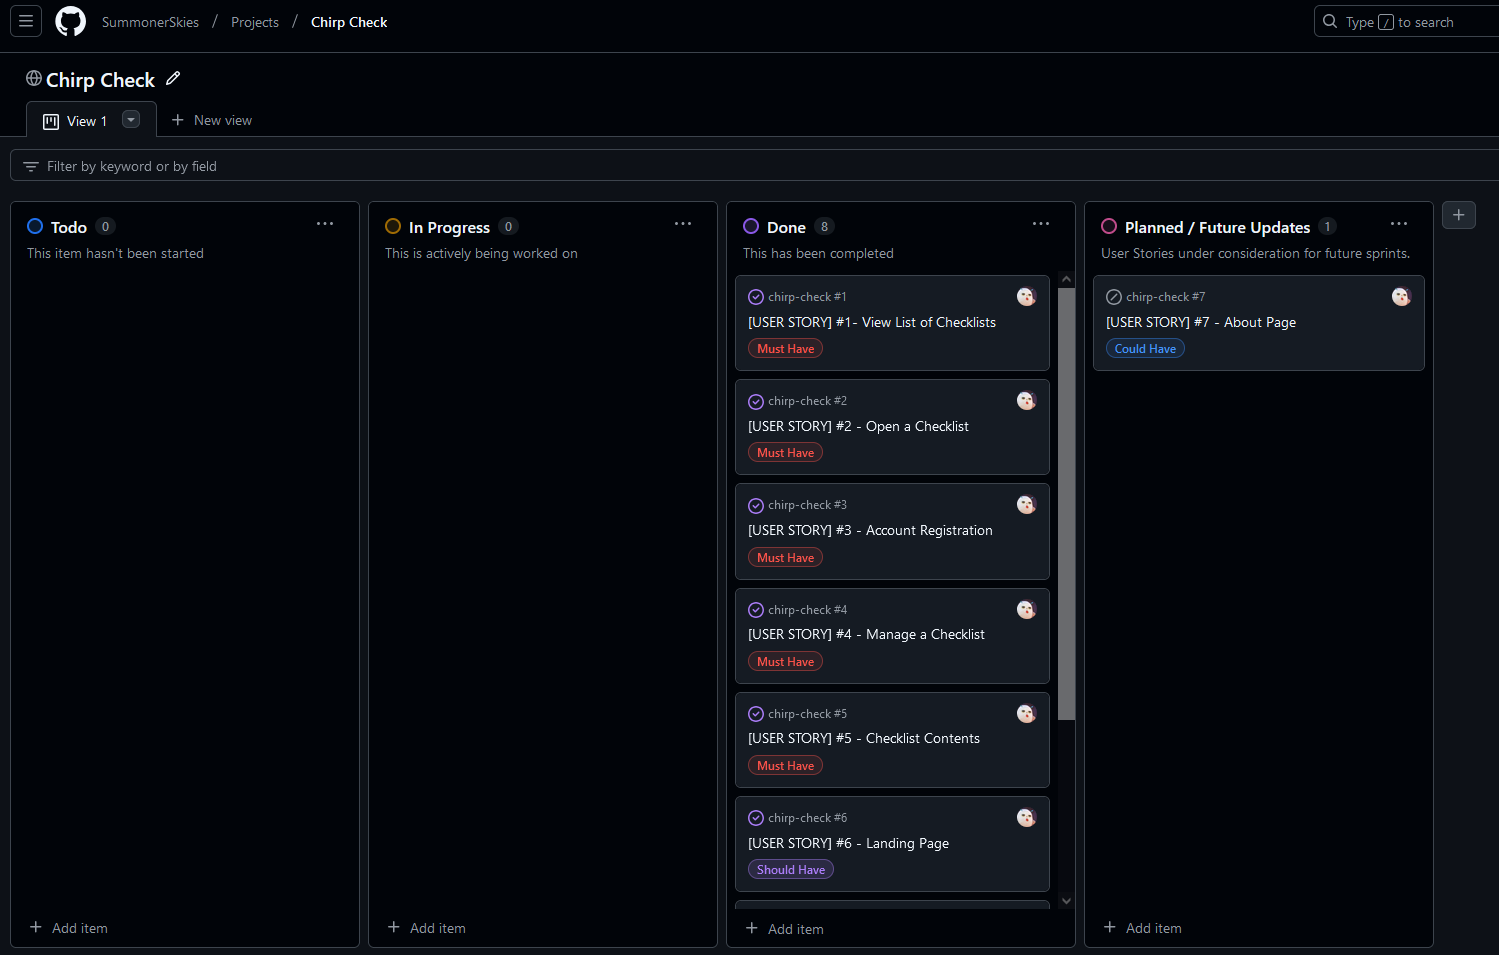 SummonerSkies / Projects / Chirp Check
Type / to search
Chirp Check
View 1
New view
Filter by keyword or by field
Todo 0
This item hasn't been started
Add item
In Progress 0
This is actively being worked on
Add item
Done 8
This has been completed
chirp-check #1
[USER STORY] #1- View List of Checklists
Must Have
chirp-check #2
[USER STORY] #2 - Open a Checklist
Must Have
chirp-check #3
[USER STORY] #3 - Account Registration
Must Have
chirp-check #4
[USER STORY] #4 - Manage a Checklist
Must Have
chirp-check #5
[USER STORY] #5 - Checklist Contents
Must Have
chirp-check #6
[USER STORY] #6 - Landing Page
Should Have
Add item
Planned / Future Updates 1
User Stories under consideration for future sprints.
chirp-check #7
[USER STORY] #7 - About Page
Could Have
Add item